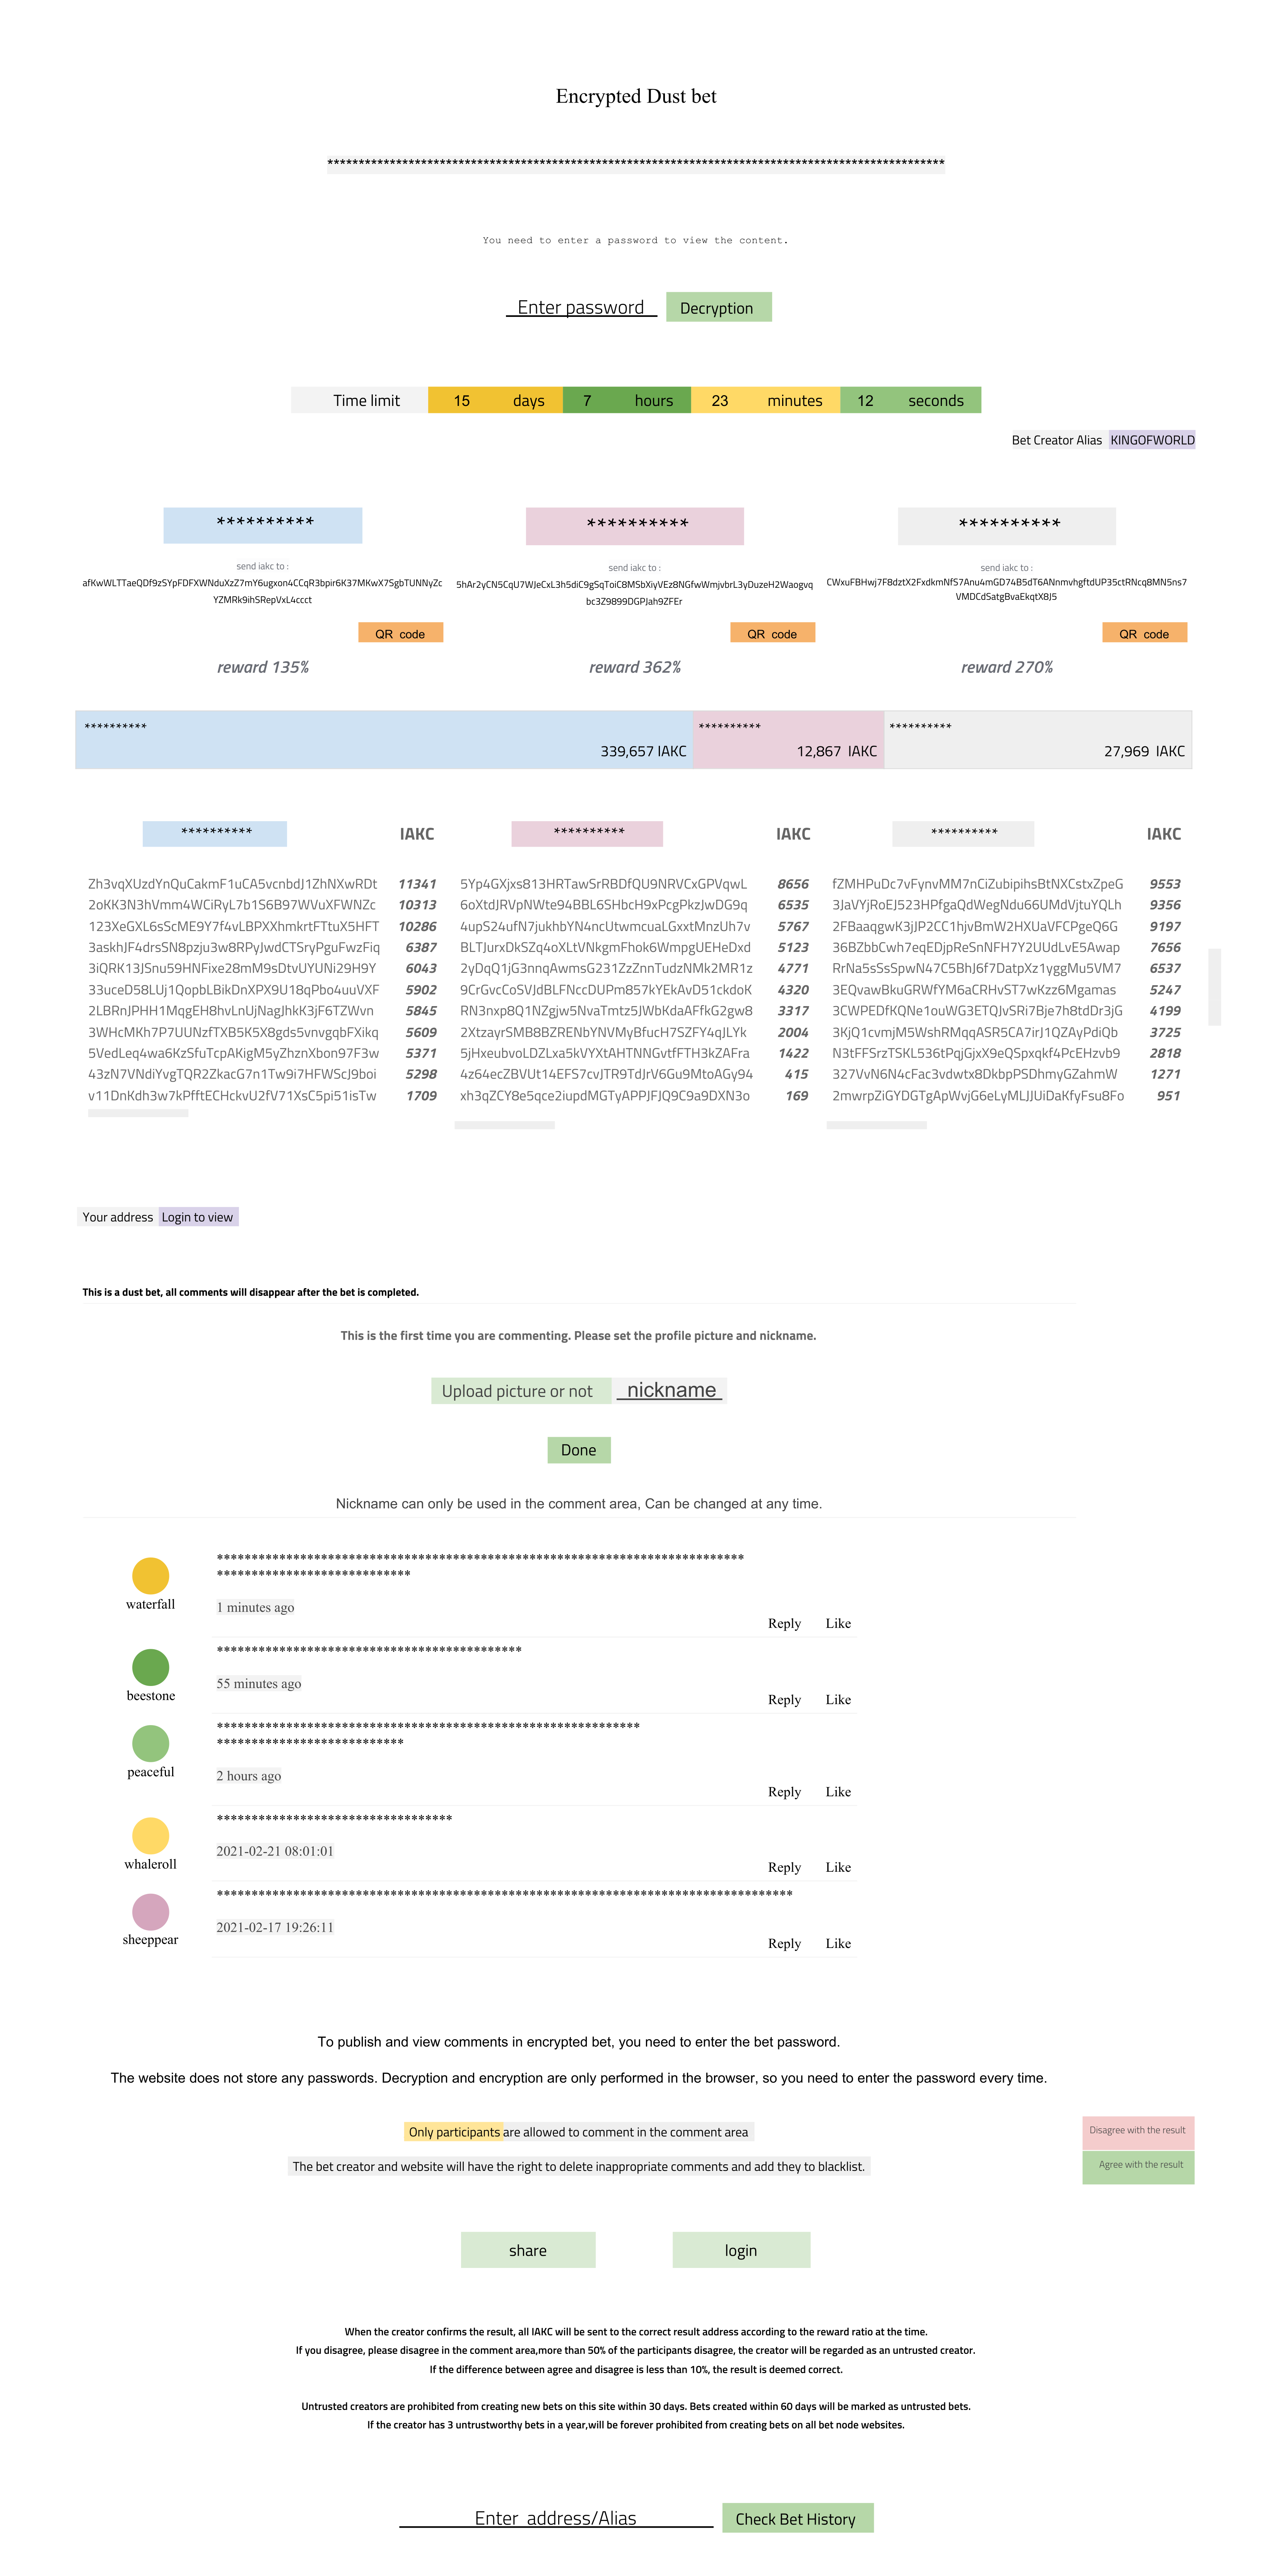 Encrypted Dust bet
***************************************************************************************************
You need to enter a password to view the content.
Enter password Decryption
Time limit 15 days 7 hours 23 minutes 12 seconds
Bet Creator Alias KINGOFWORLD
********** ********** **********
send iakc to : send iakc to : send iakc to :
afKwWLTTaeQDf9zSYpFDFXWNduXzZ7mY6ugxon4CCqR3bpir6K37MKwX7SgbTUNNyZc 5hAr2yCN5CqU7WJeCxL3h5diC9gSqToiC8MSbXiyVEz8NGfwWmjvbrL3yDuzeH2Waogvq CWxuFBHwj7F8dztX2FxdkmNfS7Anu4mGD74B5dT6ANnmvhgftdUP35ctRNcq8MN5ns7
YZMRk9ihSRepVxL4ccct bc3Z9899DGPJah9ZFEr VMDCdSatgBvaEkqtX8J5
QR code QR code QR code
reward 135% reward 362% reward 270%
********** ********** **********
339,657 IAKC 12,867 IAKC 27,969 IAKC
********** IAKC ********** IAKC ********** IAKC
Zh3vqXUzdYnQuCakmF1uCA5vcnbdJ1ZhNXwRDt 11341 5Yp4GXjxs813HRTawSrRBDfQU9NRVCxGPVqwL 8656 fZMHPuDc7vFynvMM7nCiZubipihsBtNXCstxZpeG 9553
2oKK3N3hVmm4WCiRyL7b1S6B97WVuXFWNZc 10313 6oXtdJRVpNWte94BBL6SHbcH9xPcgPkzJwDG9q 6535 3JaVYjRoEJ523HPfgaQdWegNdu66UMdVjtuYQLh 9356
123XeGXL6sScME9Y7f4vLBPXXhmkrtFTtuX5HFT 10286 4upS24ufN7jukhbYN4ncUtwmcuaLGxxtMnzUh7v 5767 2FBaaqgwK3jJP2CC1hjvBmW2HXUaVFCPgeQ6G 9197
3askhJF4drsSN8pzju3w8RPyJwdCTSryPguFwzFiq 6387 BLTJurxDkSZq4oXLtVNkgmFhok6WmpgUEHeDxd 5123 36BZbbCwh7eqEDjpReSnNFH7Y2UUdLvE5Awap 7656
3iQRK13JSnu59HNFixe28mM9sDtvUYUNi29H9Y 6043 2yDqQ1jG3nnqAwmsG231ZzZnnTudzNMk2MR1z 4771 RrNa5sSsSpwN47C5BhJ6f7DatpXz1yggMu5VM7 6537
33uceD58LUj1QopbLBikDnXPX9U18qPbo4uuVXF 5902 9CrGvcCoSVJdBLFNccDUPm857kYEkAvD51ckdoK 4320 3EQvawBkuGRWfYM6aCRHvST7wKzz6Mgamas 5247
2LBRnJPHH1MqgEH8hvLnUjNagJhkK3jF6TZWvn 5845 RN3nxp8Q1NZgjw5NvaTmtz5JWbKdaAFfkG2gw8 3317 3CWPEDfKQNe1ouWG3ETQJvSRi7Bje7h8tdDr3jG 4199
3WHcMKh7P7UUNzfTXB5K5X8gds5vnvgqbFXikq 5609 2XtzayrSMB8BZRENbYNVMyBfucH7SZFY4qJLYk 2004 3KjQ1cvmjM5WshRMqqASR5CA7irJ1QZAyPdiQb 3725
5VedLeq4wa6KzSfuTcpAKigM5yZhznXbon97F3w 5371 5jHxeubvoLDZLxa5kVYXtAHTNNGvtfFTH3kZAFra 1422 N3tFFSrzTSKL536tPqjGjxX9eQSpxqkf4PcEHzvb9 2818
43zN7VNdiYvgTQR2ZkacG7n1Tw9i7HFWScJ9boi 5298 4z64ecZBVUt14EFS7cvJTR9TdJrV6Gu9MtoAGy94 415 327VvN6N4cFac3vdwtx8DkbpPSDhmyGZahmW 1271
v11DnKdh3w7kPfftECHckvU2fV71XsC5pi51isTw 1709 xh3qZCY8e5qce2iupdMGTyAPPJFJQ9C9a9DXN3o 169 2mwrpZiGYDGTgApWvjG6eLyMLJJUiDaKfyFsu8Fo 951
Your address Login to view
This is a dust bet, all comments will disappear after the bet is completed.
This is the first time you are commenting. Please set the profile picture and nickname.
Upload picture or not nickname
Done
Nickname can only be used in the comment area, Can be changed at any time.
****************************************************************************
****************************
waterfall
1 minutes ago
Reply Like
********************************************
beestone
55 minutes ago
Reply Like
*************************************************************
***************************
peaceful
2 hours ago
Reply Like
**********************************
whaleroll
2021-02-21 08:01:01
Reply Like
***********************************************************************************
sheeppear
2021-02-17 19:26:11
Reply Like
To publish and view comments in encrypted bet, you need to enter the bet password.
The website does not store any passwords. Decryption and encryption are only performed in the browser, so you need to enter the password every time.
Only participants are allowed to comment in the comment area
Disagree with the result
The bet creator and website will have the right to delete inappropriate comments and add they to blacklist.
Agree with the result
share login
When the creator confirms the result, all IAKC will be sent to the correct result address according to the reward ratio at the time.
If you disagree, please disagree in the comment area,more than 50% of the participants disagree, the creator will be regarded as an untrusted creator.
If the difference between agree and disagree is less than 10%, the result is deemed correct.
Untrusted creators are prohibited from creating new bets on this site within 30 days. Bets created within 60 days will be marked as untrusted bets.
If the creator has 3 untrustworthy bets in a year,will be forever prohibited from creating bets on all bet node websites.
Enter address/Alias Check Bet History